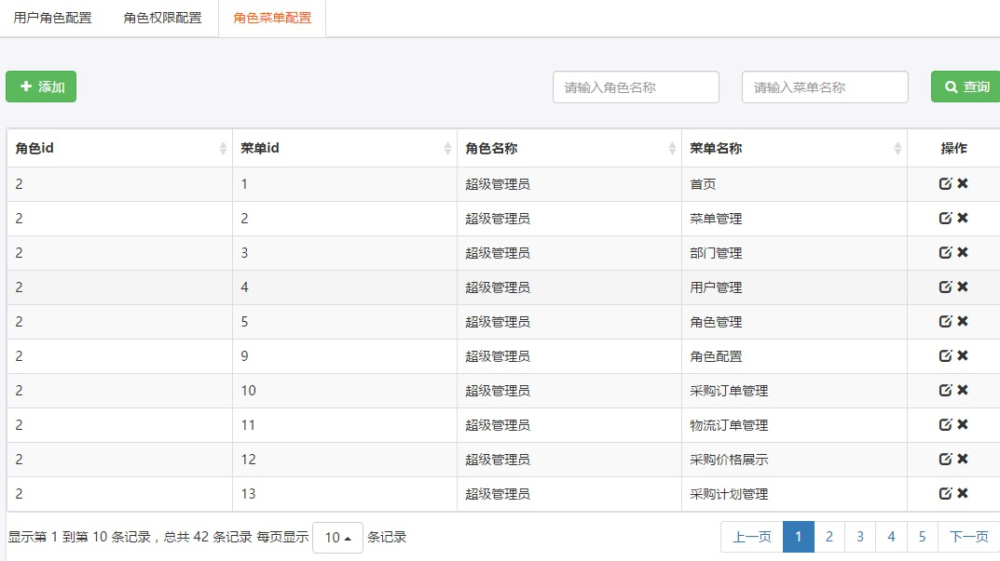 用户角色配置 角色权限配置 角色菜单配置
添加 请输入角色名称 请输入菜单名称 查询
角色id 菜单id 角色名称 菜单名称 操作
2 1 超级管理员 首页
2 2 超级管理员 菜单管理
2 3 超级管理员 部门管理
2 4 超级管理员 用户管理
2 5 超级管理员 角色管理
2 9 超级管理员 角色配置
2 10 超级管理员 采购订单管理
2 11 超级管理员 物流订单管理
2 12 超级管理员 采购价格展示
2 13 超级管理员 采购计划管理
显示第 1 到第 10 条记录，总共 42 条记录 每页显示 10 条记录 上一页 1 2 3 4 5 下一页